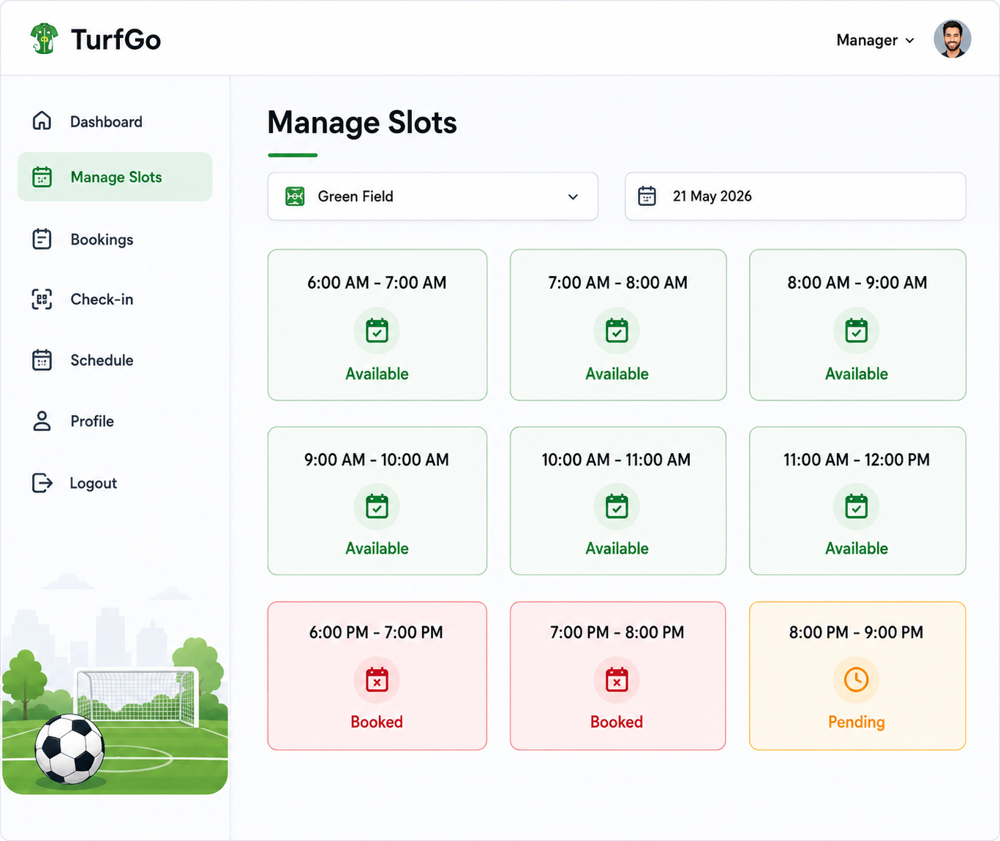 TurfGo
Manager
Dashboard
Manage Slots
Bookings
Check-in
Schedule
Profile
Logout
Manage Slots
Green Field
21 May 2026
6:00 AM - 7:00 AM
Available
7:00 AM - 8:00 AM
Available
8:00 AM - 9:00 AM
Available
9:00 AM - 10:00 AM
Available
10:00 AM - 11:00 AM
Available
11:00 AM - 12:00 PM
Available
6:00 PM - 7:00 PM
Booked
7:00 PM - 8:00 PM
Booked
8:00 PM - 9:00 PM
Pending